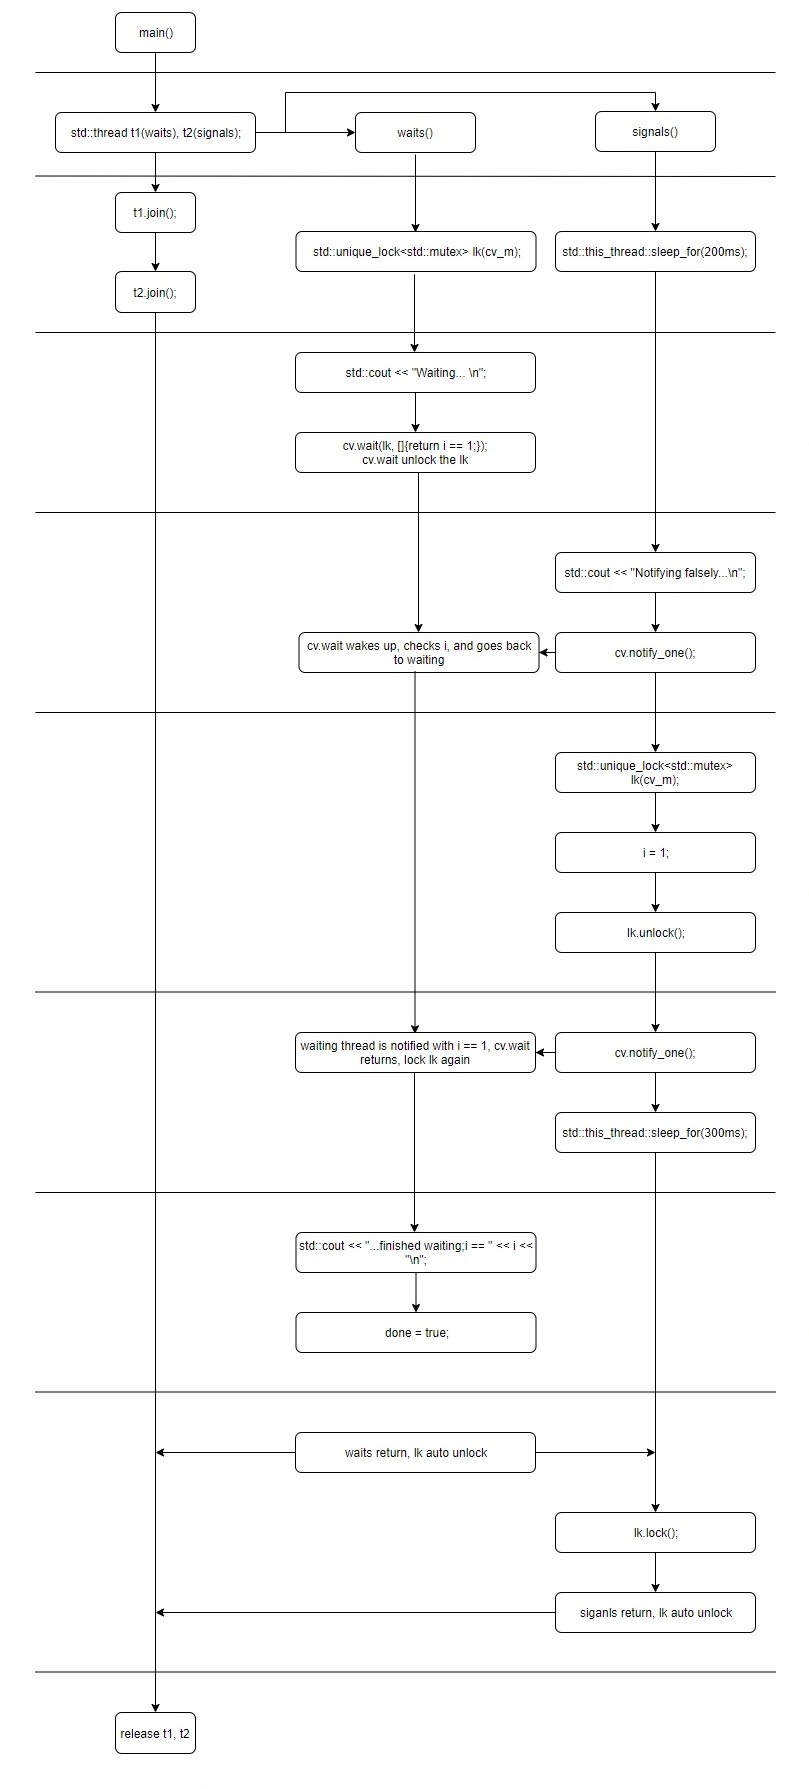 main()
std::thread t1(waits), t2(signals);
waits()
signals()
t1.join();
std::unique_lock<std::mutex> lk(cv_m);
std::this_thread::sleep_for(200ms);
t2.join();
std::cout << "Waiting... \n";
cv.wait(lk, []{return i == 1;});
cv.wait unlock the lk
std::cout << "Notifying falsely...\n";
cv.wait wakes up, checks i, and goes back
to waiting
cv.notify_one();
std::unique_lock<std::mutex>
lk(cv_m);
i = 1;
lk.unlock();
waiting thread is notified with i == 1, cv.wait
returns, lock lk again
cv.notify_one();
std::this_thread::sleep_for(300ms);
std::cout << "...finished waiting;i == " << i <<
"\n";
done = true;
waits return, lk auto unlock
lk.lock();
siganls return, lk auto unlock
release t1, t2